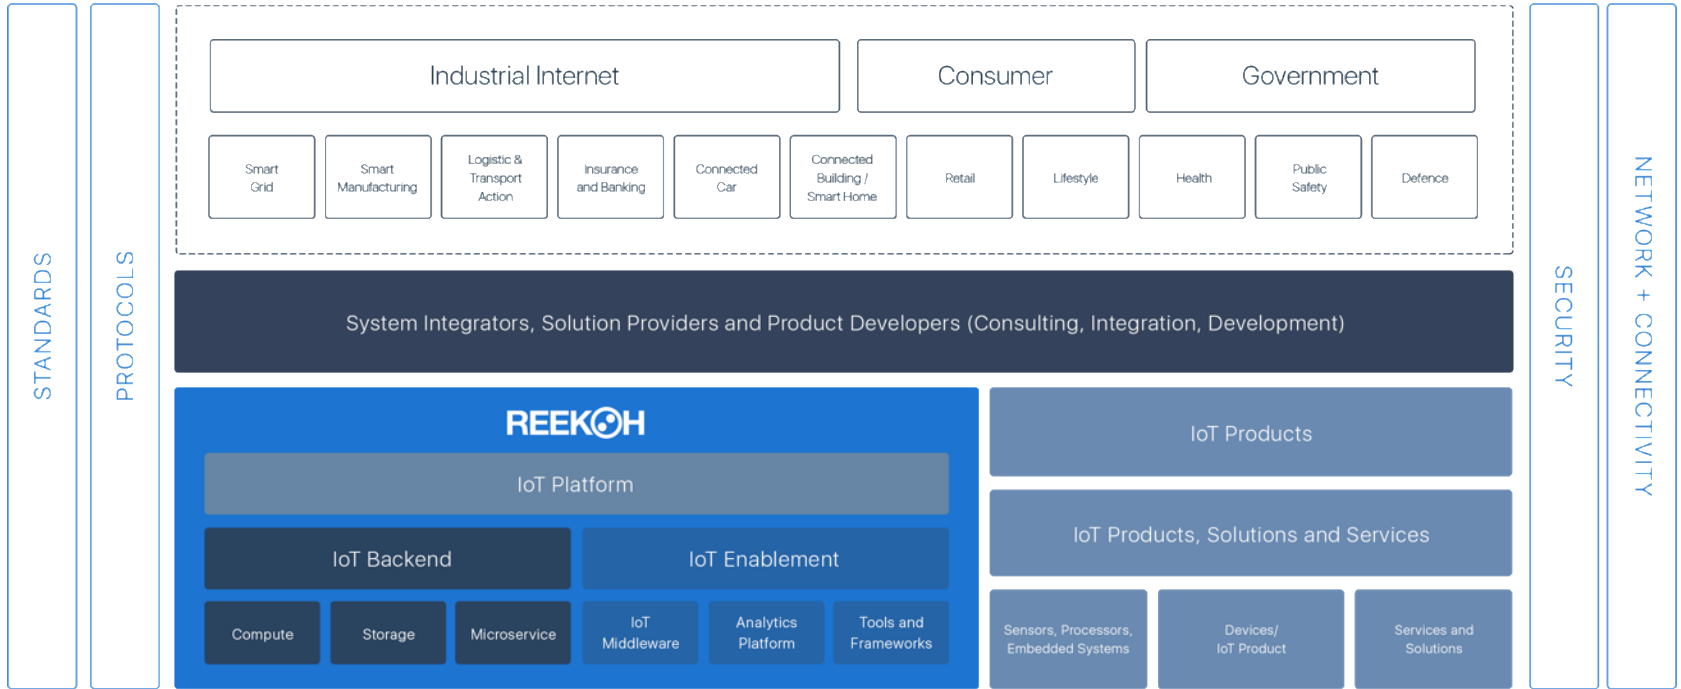 STANDARDS
PROTOCOLS
Industrial Internet
Consumer
Government
Smart
Grid
Smart
Manufacturing
Logistic &
Transport
Action
Insurance
and Banking
Connected
Car
Connected
Building /
Smart Home
Retail
Lifestyle
Health
Public
Safety
Defence
System Integrators, Solution Providers and Product Developers (Consulting, Integration, Development)
REEKOH
IoT Platform
IoT Backend
IoT Enablement
Compute
Storage
Microservice
IoT
Middleware
Analytics
Platform
Tools and
Frameworks
IoT Products
IoT Products, Solutions and Services
Sensors, Processors,
Embedded Systems
Devices/
IoT Product
Services and
Solutions
SECURITY
NETWORK + CONNECTIVITY